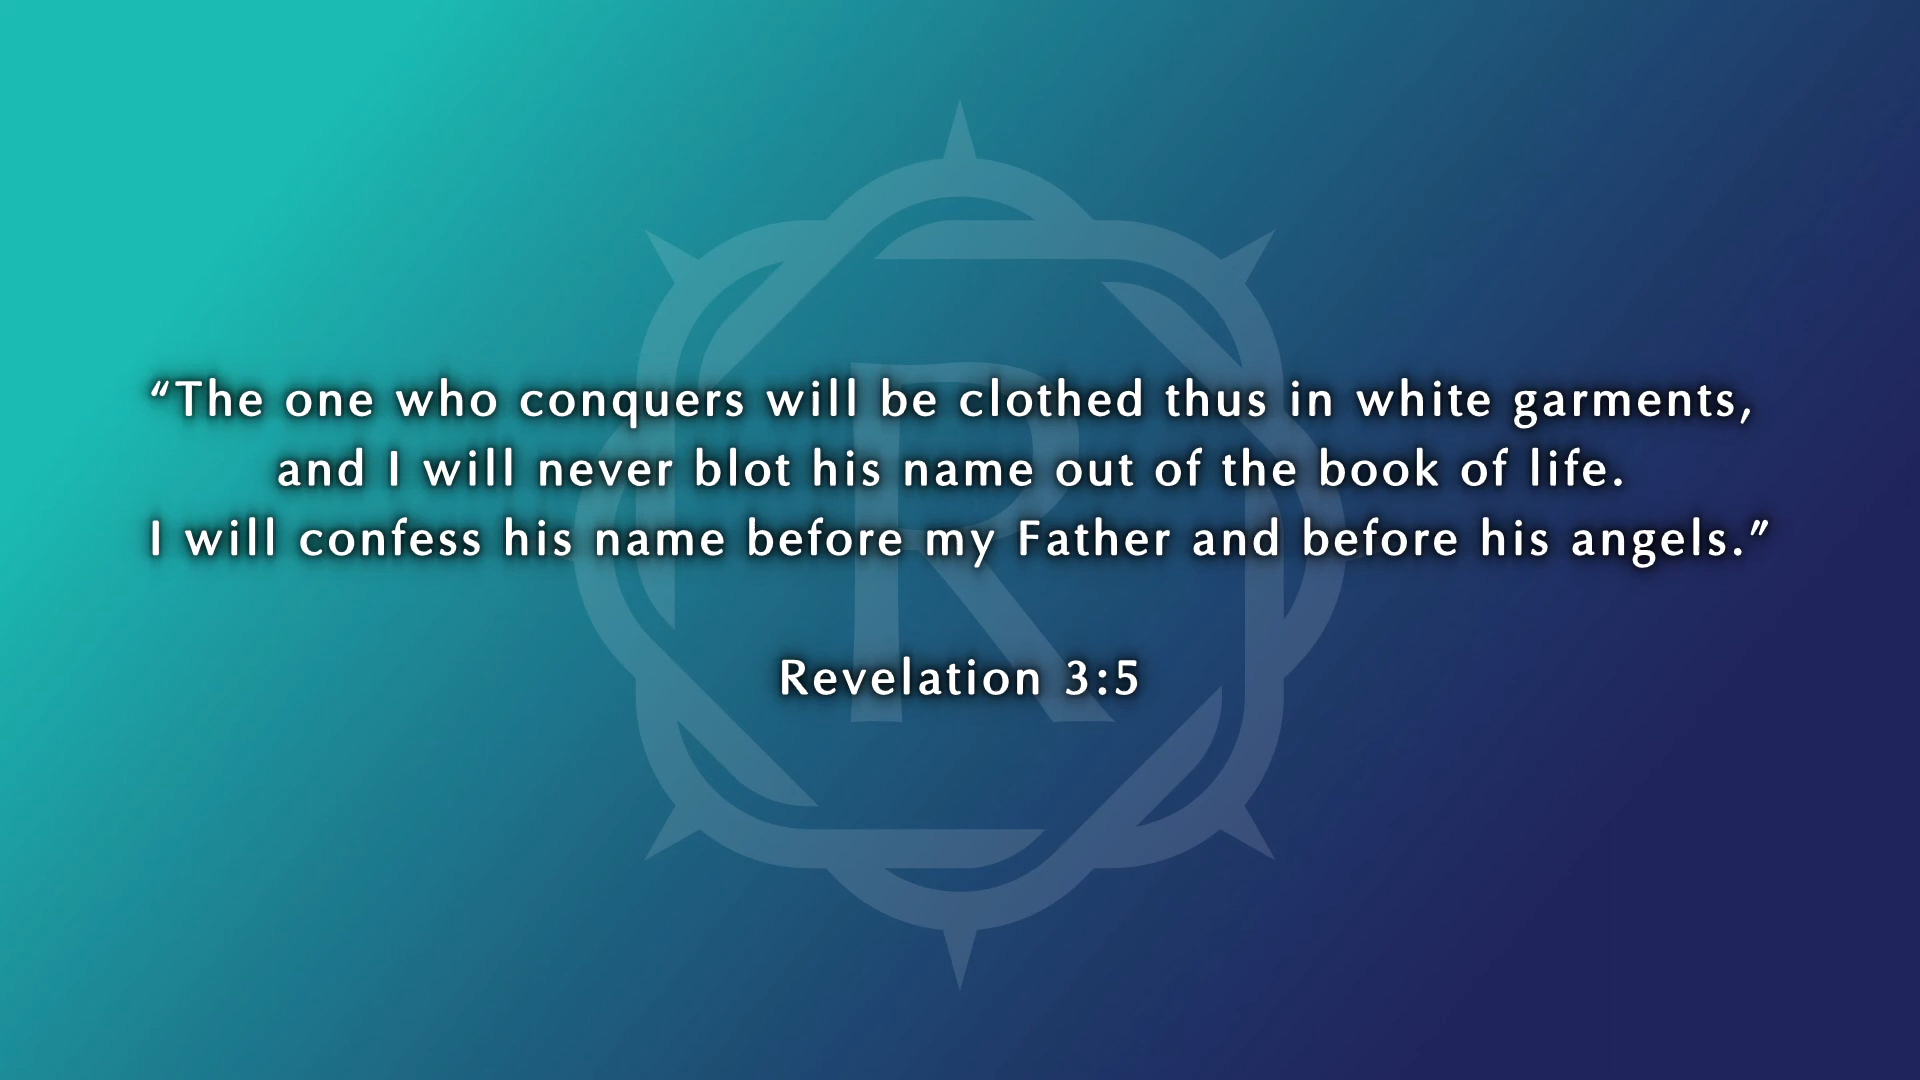 “The one who conquers will be clothed thus in white garments,
and I will never blot his name out of the book of life.
I will confess his name before my Father and before his angels.”
Revelation 3:5
R